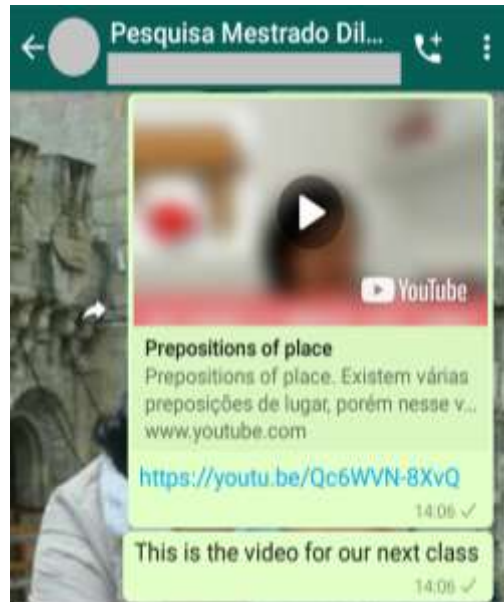 Pesquisa Mestrado Dil...
YouTube
Prepositions of place
Prepositions of place. Existem várias
preposições de lugar, porém nesse v...
www.youtube.com
https://youtu.be/Qc6WVN-8XvQ
14:06
This is the video for our next class
14:06